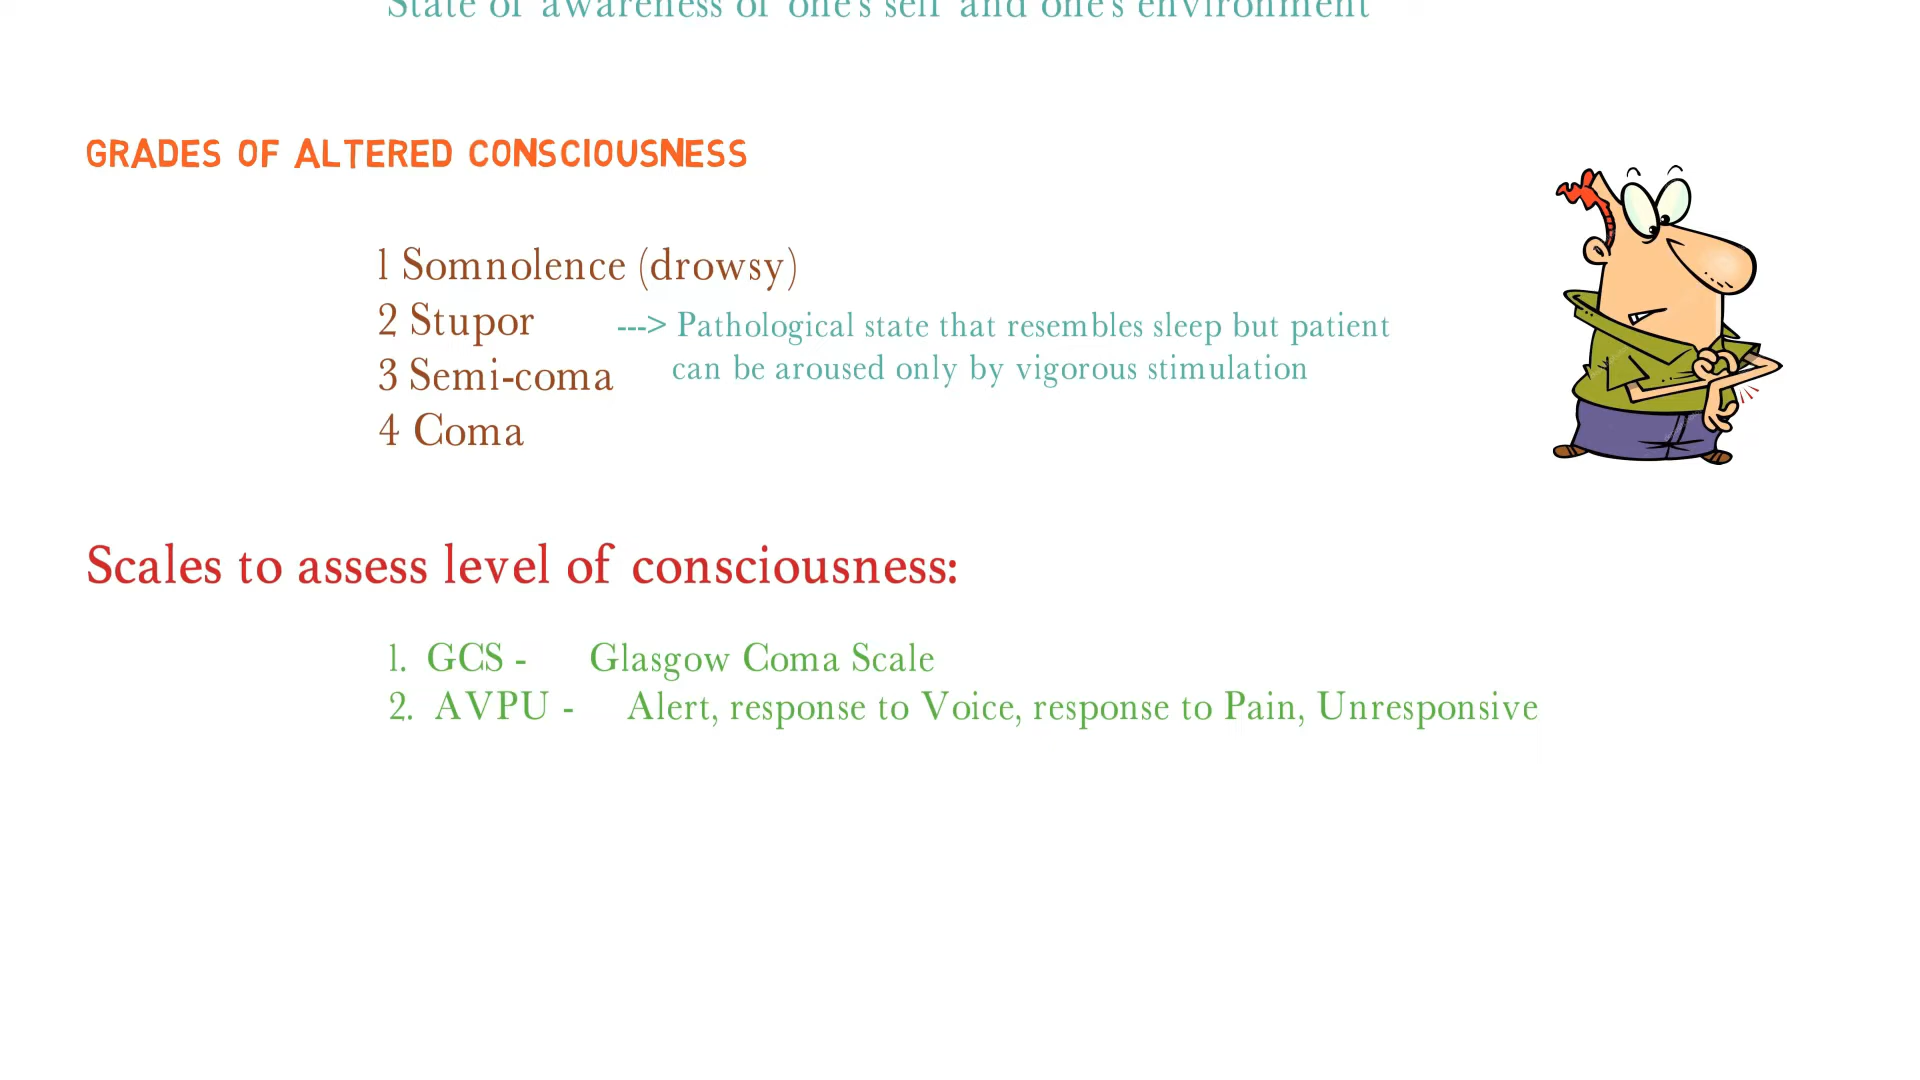 State of awareness of one's self and one's environment
GRADES OF ALTERED CONSCIOUSNESS
1 Somnolence (drowsy)
2 Stupor ---> Pathological state that resembles sleep but patient
can be aroused only by vigorous stimulation
3 Semi-coma
4 Coma
Scales to assess level of consciousness:
1. GCS - Glasgow Coma Scale
2. AVPU - Alert, response to Voice, response to Pain, Unresponsive